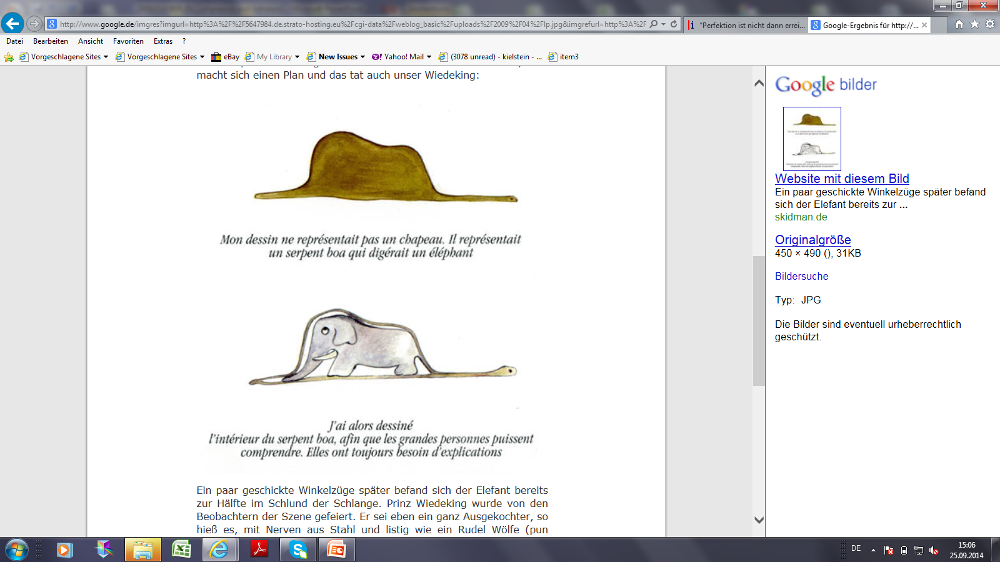 http://www.google.de/imgres?imgurl=http%3A%2F%2F5647984.de.strato-hosting.eu%2Fcgi-data%2Fweblog_basic%2Fuploads%2F2009%2F04%2Flp.jpg&imgrefurl=http%3A%2F
"Perfektion ist nicht dann errei...
Google-Ergebnis für http://...
Datei Bearbeiten Ansicht Favoriten Extras ?
Vorgeschlagene Sites Vorgeschlagene Sites eBay My Library New Issues Yahoo! Mail (3078 unread) - kielstein - ... item3
macht sich einen Plan und das tat auch unser Wiedeking:
Mon dessin ne représentait pas un chapeau. Il représentait
un serpent boa qui digérait un éléphant
J'ai alors dessiné
l'intérieur du serpent boa, afin que les grandes personnes puissent
comprendre. Elles ont toujours besoin d'explications
Ein paar geschickte Winkelzüge später befand sich der Elefant bereits
zur Hälfte im Schlund der Schlange. Prinz Wiedeking wurde von den
Beobachtern der Szene gefeiert. Er sei eben ein ganz Ausgekochter, so
hieß es, mit Nerven aus Stahl und listig wie ein Rudel Wölfe (pun
Google bilder
Website mit diesem Bild
Ein paar geschickte Winkelzüge später befand
sich der Elefant bereits zur ...
skidman.de
Originalgröße
450 × 490 (), 31KB
Bildersuche
Typ: JPG
Die Bilder sind eventuell urheberrechtlich
geschützt.
DE
15:06
25.09.2014